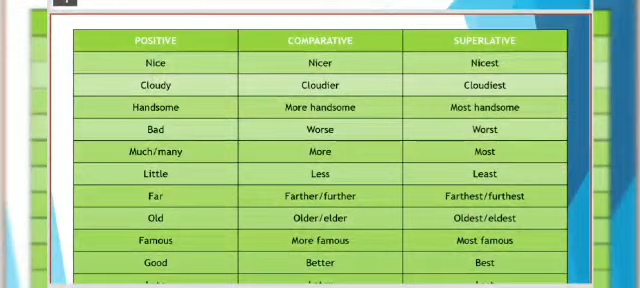 POSITIVE COMPARATIVE SUPERLATIVE
Nice Nicer Nicest
Cloudy Cloudier Cloudiest
Handsome More handsome Most handsome
Bad Worse Worst
Much/many More Most
Little Less Least
Far Farther/further Farthest/furthest
Old Older/elder Oldest/eldest
Famous More famous Most famous
Good Better Best